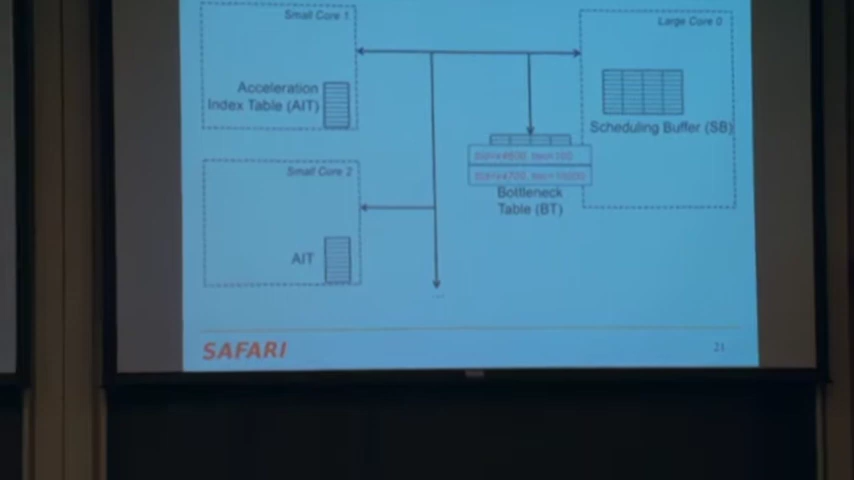 Small Core 1
Large Core 0
Acceleration
Index Table (AIT)
Scheduling Buffer (SB)
Small Core 2
Bottleneck
Table (BT)
AIT
...
SAFARI
21